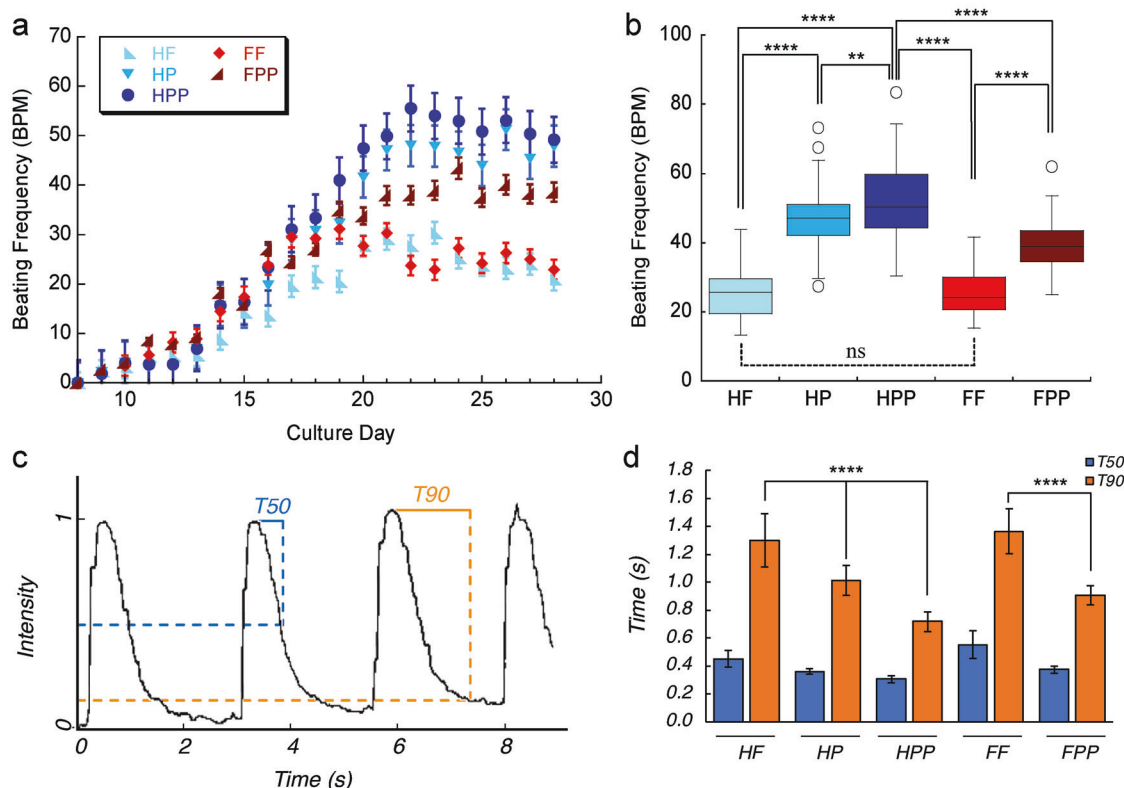 a
HF
HP
HPP
FF
FPP
Beating Frequency (BPM)
70
60
50
40
30
20
10
0
10
15
20
25
30
Culture Day
b
****
****
****
**
****
****
Beating Frequency (BPM)
100
80
60
40
20
0
ns
HF
HP
HPP
FF
FPP
c
T50
T90
Intensity
1
0
0
2
4
6
8
Time (s)
d
T50
T90
****
****
Time (s)
1.8
1.6
1.4
1.2
1.0
0.8
0.6
0.4
0.2
0.0
HF
HP
HPP
FF
FPP